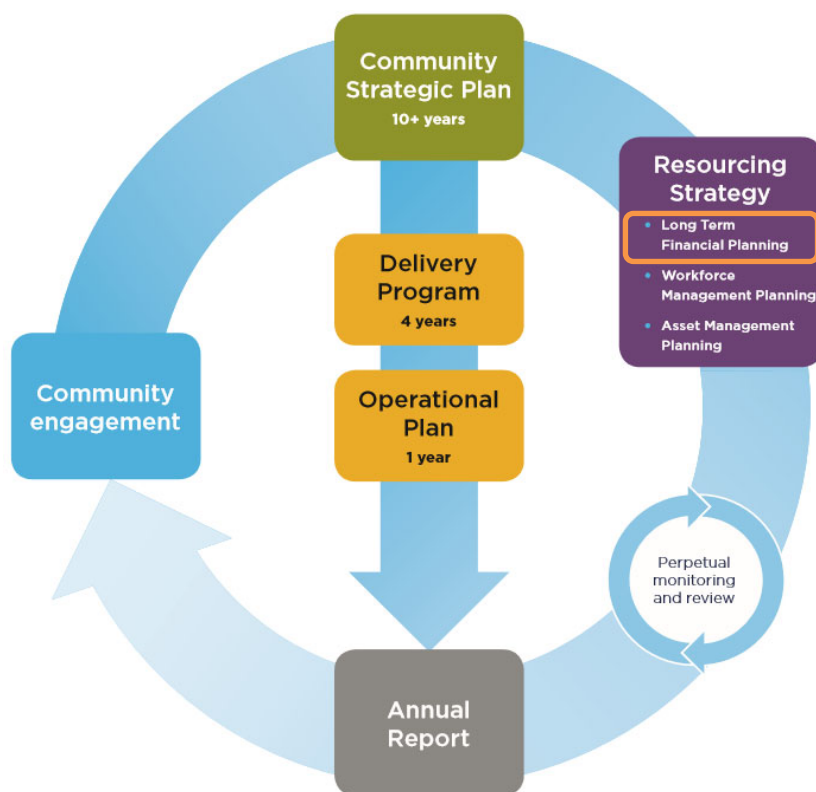 Community
Strategic Plan
10+ years
Resourcing
Strategy
• Long Term
Financial Planning
• Workforce
Management Planning
• Asset Management
Planning
Delivery
Program
4 years
Community
engagement
Operational
Plan
1 year
Perpetual
monitoring
and review
Annual
Report